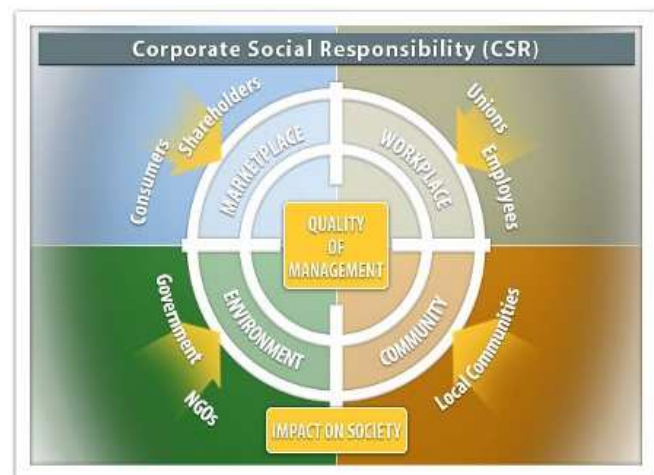 Corporate Social Responsibility (CSR)
Consumers
Shareholders
MARKETPLACE
Unions
Employees
WORKPLACE
QUALITY
OF
MANAGEMENT
Government
NGOs
ENVIRONMENT
COMMUNITY
Local Communities
IMPACT ON SOCIETY